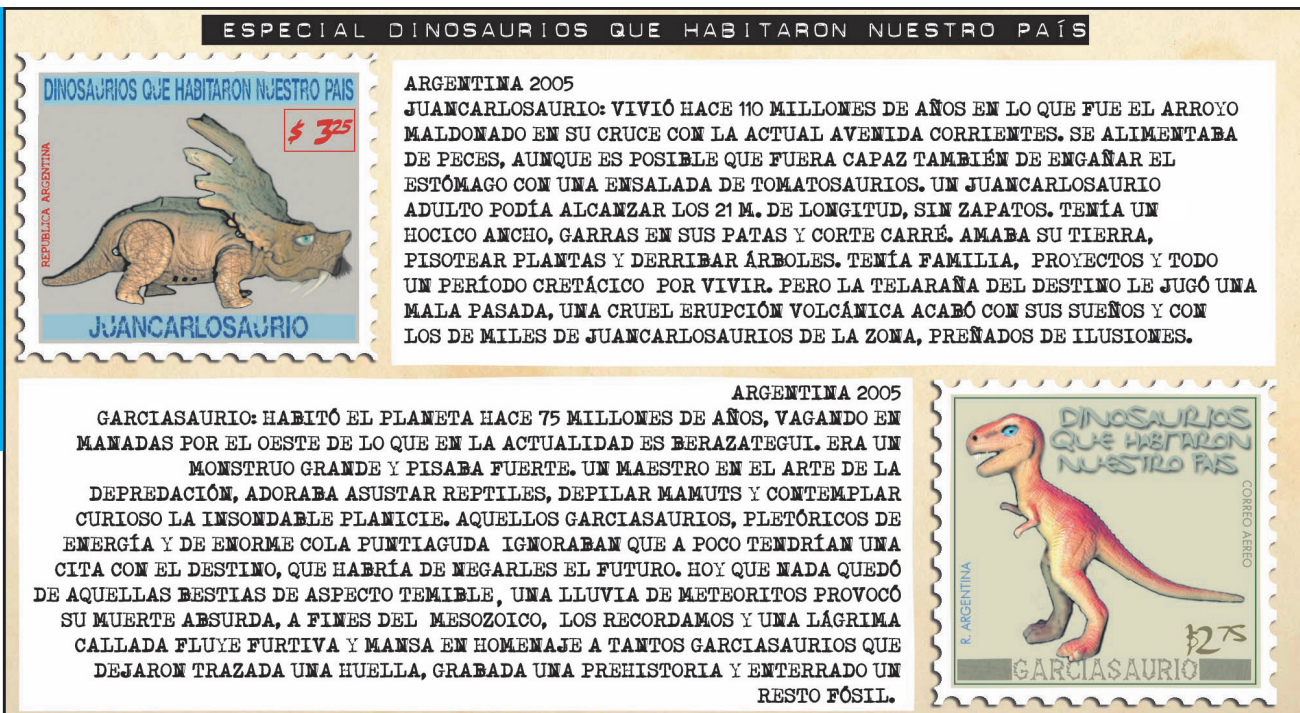 ESPECIAL DINOSAURIOS QUE HABITARON NUESTRO PAÍS
DINOSAURIOS QUE HABITARON NUESTRO PAIS
$ 325
REPUBLICA ARGENTINA
JUANCARLOSAURIO
ARGENTINA 2005
JUANCARLOSAURIO: VIVIÓ HACE 110 MILLONES DE AÑOS EN LO QUE FUE EL ARROYO
MALDONADO EN SU CRUCE CON LA ACTUAL AVENIDA CORRIENTES. SE ALIMENTABA
DE PECES, AUNQUE ES POSIBLE QUE FUERA CAPAZ TAMBIÉN DE ENGAÑAR EL
ESTÓMAGO CON UNA ENSALADA DE TOMATOSAURIOS. UN JUANCARLOSAURIO
ADULTO PODÍA ALCANZAR LOS 21 M. DE LONGITUD, SIN ZAPATOS. TENÍA UN
HOCICO ANCHO, GARRAS EN SUS PATAS Y CORTE CARRÉ. AMABA SU TIERRA,
PISOTEAR PLANTAS Y DERRIBAR ÁRBOLES. TENÍA FAMILIA, PROYECTOS Y TODO
UN PERÍODO CRETÁCICO POR VIVIR. PERO LA TELARAÑA DEL DESTINO LE JUGÓ UNA
MALA PASADA, UNA CRUEL ERUPCIÓN VOLCÁNICA ACABÓ CON SUS SUEÑOS Y CON
LOS DE MILES DE JUANCARLOSAURIOS DE LA ZONA, PREÑADOS DE ILUSIONES.
ARGENTINA 2005
GARCIASAURIO: HABITÓ EL PLANETA HACE 75 MILLONES DE AÑOS, VAGANDO EN
MANADAS POR EL OESTE DE LO QUE EN LA ACTUALIDAD ES BERAZATEGUI. ERA UN
MONSTRUO GRANDE Y PISABA FUERTE. UN MAESTRO EN EL ARTE DE LA
DEPREDACIÓN, ADORABA ASUSTAR REPTILES, DEPILAR MAMUTS Y CONTEMPLAR
CURIOSO LA INSONDABLE PLANICIE. AQUELLOS GARCIASAURIOS, PLETÓRICOS DE
ENERGÍA Y DE ENORME COLA PUNTIAGUDA IGNORABAN QUE A POCO TENDRÍAN UNA
CITA CON EL DESTINO, QUE HABRÍA DE NEGARLES EL FUTURO. HOY QUE NADA QUEDÓ
DE AQUELLAS BESTIAS DE ASPECTO TEMIBLE, UNA LLUVIA DE METEORITOS PROVOCÓ
SU MUERTE ABSURDA, A FINES DEL MESOZOICO, LOS RECORDAMOS Y UNA LÁGRIMA
CALLADA FLUYE FURTIVA Y MANSA EN HOMENAJE A TANTOS GARCIASAURIOS QUE
DEJARON TRAZADA UNA HUELLA, GRABADA UNA PREHISTORIA Y ENTERRADO UN
RESTO FÓSIL.
DINOSAURIOS
QUE HABITARON
NUESTRO PAIS
CORREO AEREO
R. ARGENTINA
$2 75
GARCIASAURIO